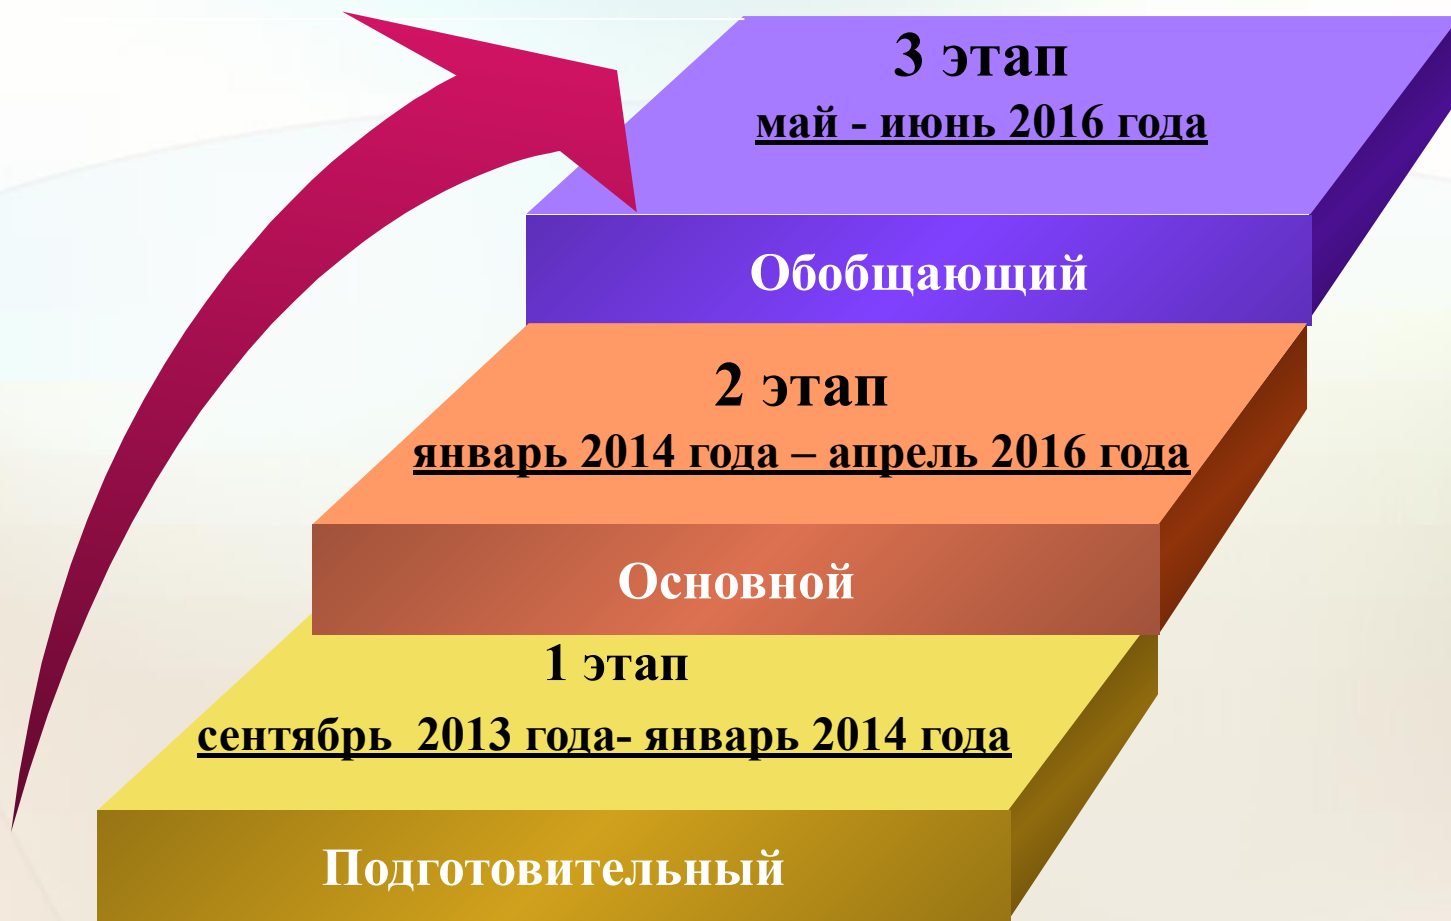 3 этап
май - июнь 2016 года
Обобщающий
2 этап
январь 2014 года – апрель 2016 года
Основной
1 этап
сентябрь  2013 года- январь 2014 года
Подготовительный